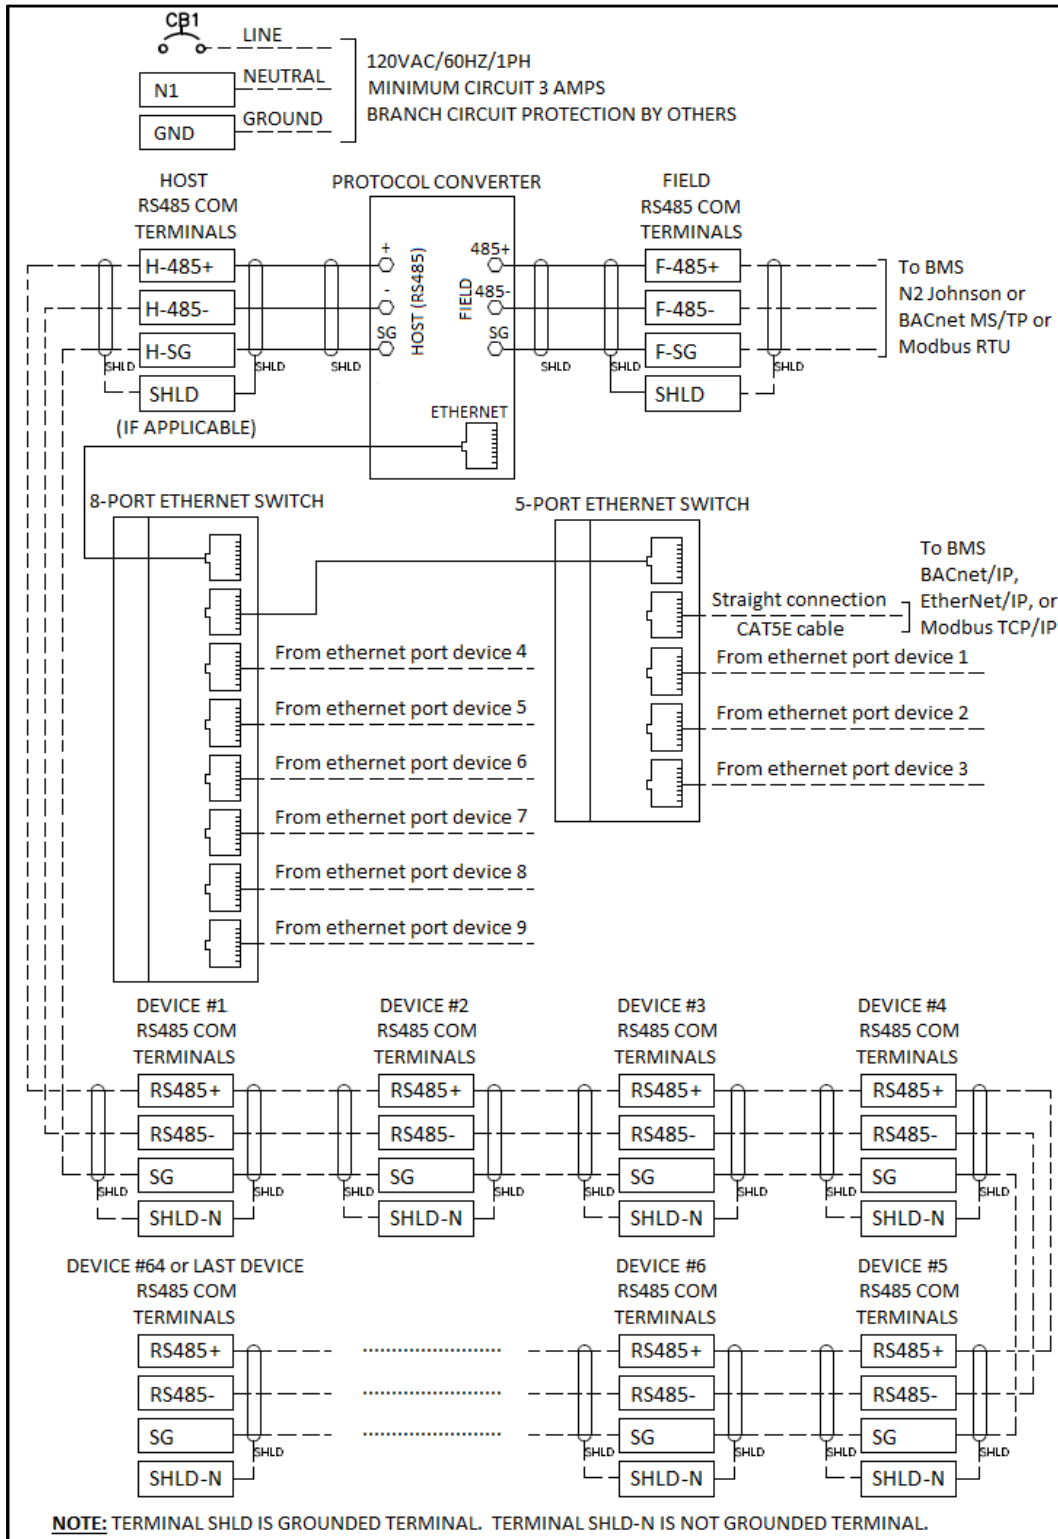 CB1
LINE
N1
NEUTRAL
GND
GROUND
120VAC/60HZ/1PH
MINIMUM CIRCUIT 3 AMPS
BRANCH CIRCUIT PROTECTION BY OTHERS
HOST
RS485 COM
TERMINALS
H-485+
H-485-
H-SG
SHLD
SHLD SHLD SHLD
(IF APPLICABLE)
PROTOCOL CONVERTER
+
-
SG
HOST (RS485)
FIELD
485+
485-
SG
ETHERNET
FIELD
RS485 COM
TERMINALS
F-485+
F-485-
F-SG
SHLD
SHLD SHLD SHLD
To BMS
N2 Johnson or
BACnet MS/TP or
Modbus RTU
8-PORT ETHERNET SWITCH
From ethernet port device 4
From ethernet port device 5
From ethernet port device 6
From ethernet port device 7
From ethernet port device 8
From ethernet port device 9
5-PORT ETHERNET SWITCH
Straight connection
CAT5E cable
To BMS
BACnet/IP,
EtherNet/IP, or
Modbus TCP/IP
From ethernet port device 1
From ethernet port device 2
From ethernet port device 3
DEVICE #1
RS485 COM
TERMINALS
RS485+
RS485-
SG
SHLD SHLD
SHLD-N
DEVICE #2
RS485 COM
TERMINALS
RS485+
RS485-
SG
SHLD SHLD
SHLD-N
DEVICE #3
RS485 COM
TERMINALS
RS485+
RS485-
SG
SHLD SHLD
SHLD-N
DEVICE #4
RS485 COM
TERMINALS
RS485+
RS485-
SG
SHLD SHLD
SHLD-N
DEVICE #64 or LAST DEVICE
RS485 COM
TERMINALS
RS485+
RS485-
SG
SHLD
SHLD-N
DEVICE #6
RS485 COM
TERMINALS
RS485+
RS485-
SG
SHLD SHLD
SHLD-N
DEVICE #5
RS485 COM
TERMINALS
RS485+
RS485-
SG
SHLD SHLD
SHLD-N
NOTE: TERMINAL SHLD IS GROUNDED TERMINAL. TERMINAL SHLD-N IS NOT GROUNDED TERMINAL.